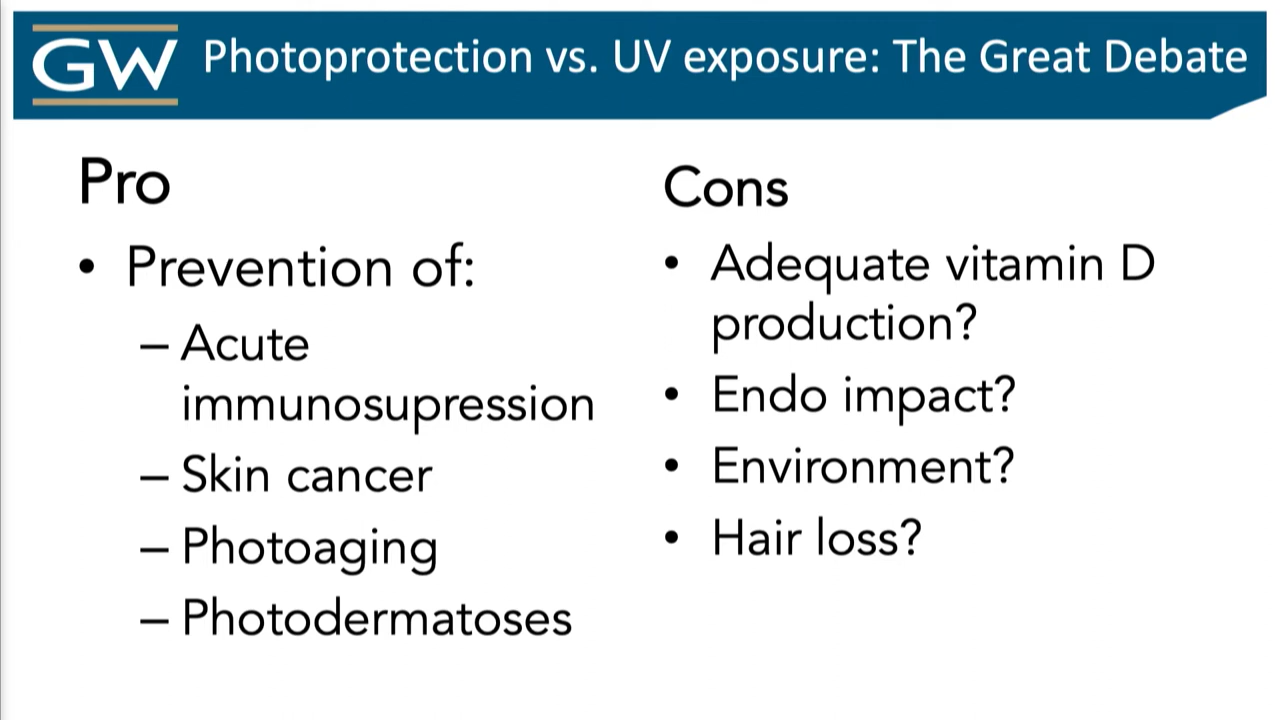 GW Photoprotection vs. UV exposure: The Great Debate
Pro
• Prevention of:
– Acute
immunosupression
– Skin cancer
– Photoaging
– Photodermatoses
Cons
• Adequate vitamin D
production?
• Endo impact?
• Environment?
• Hair loss?